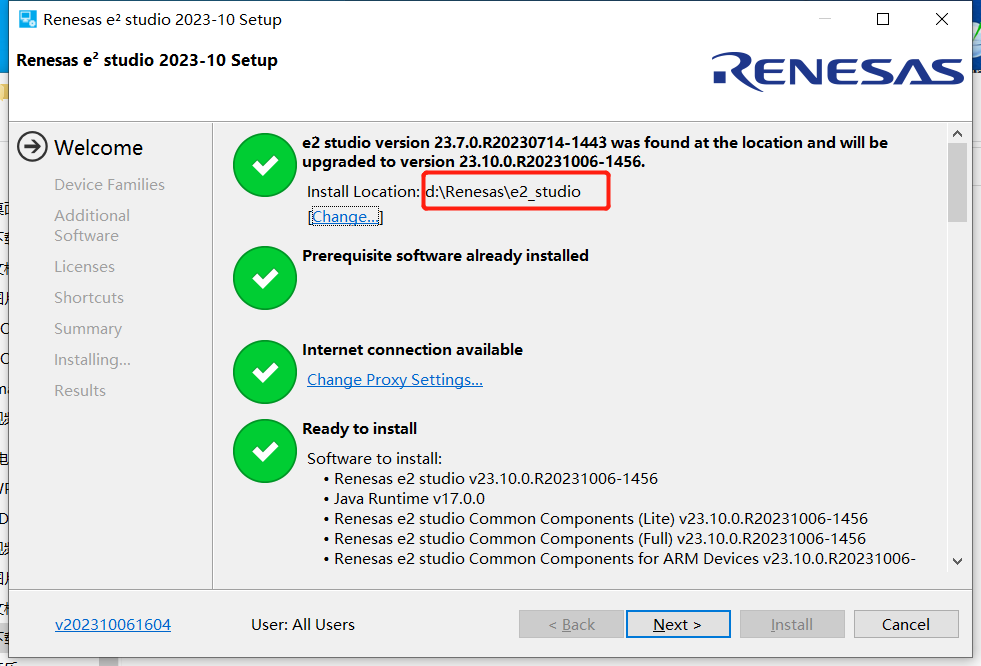 Renesas e² studio 2023-10 Setup
Renesas e² studio 2023-10 Setup
RENESAS
Welcome
Device Families
Additional
Software
Licenses
Shortcuts
Summary
Installing...
Results
e2 studio version 23.7.0.R20230714-1443 was found at the location and will be
upgraded to version 23.10.0.R20231006-1456.
Install Location: d:\Renesas\e2_studio
[Change...]
Prerequisite software already installed
Internet connection available
Change Proxy Settings...
Ready to install
Software to install:
• Renesas e2 studio v23.10.0.R20231006-1456
• Java Runtime v17.0.0
• Renesas e2 studio Common Components (Lite) v23.10.0.R20231006-1456
• Renesas e2 studio Common Components (Full) v23.10.0.R20231006-1456
• Renesas e2 studio Common Components for ARM Devices v23.10.0.R20231006-
v202310061604
User: All Users
< Back
Next >
Install
Cancel